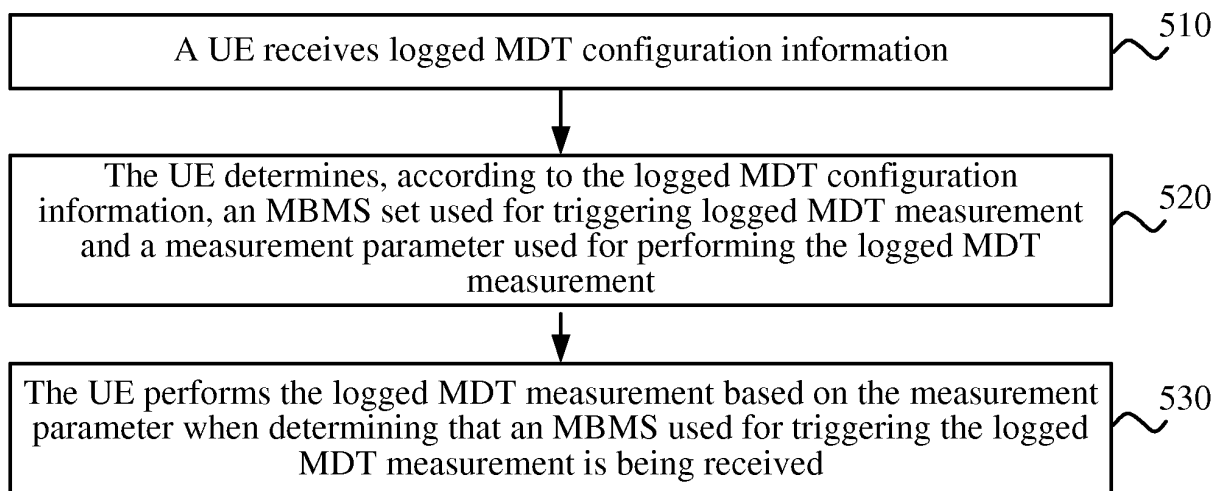 A UE receives logged MDT configuration information
510
The UE determines, according to the logged MDT configuration
information, an MBMS set used for triggering logged MDT measurement
and a measurement parameter used for performing the logged MDT
measurement
520
The UE performs the logged MDT measurement based on the measurement
parameter when determining that an MBMS used for triggering the logged
MDT measurement is being received
530